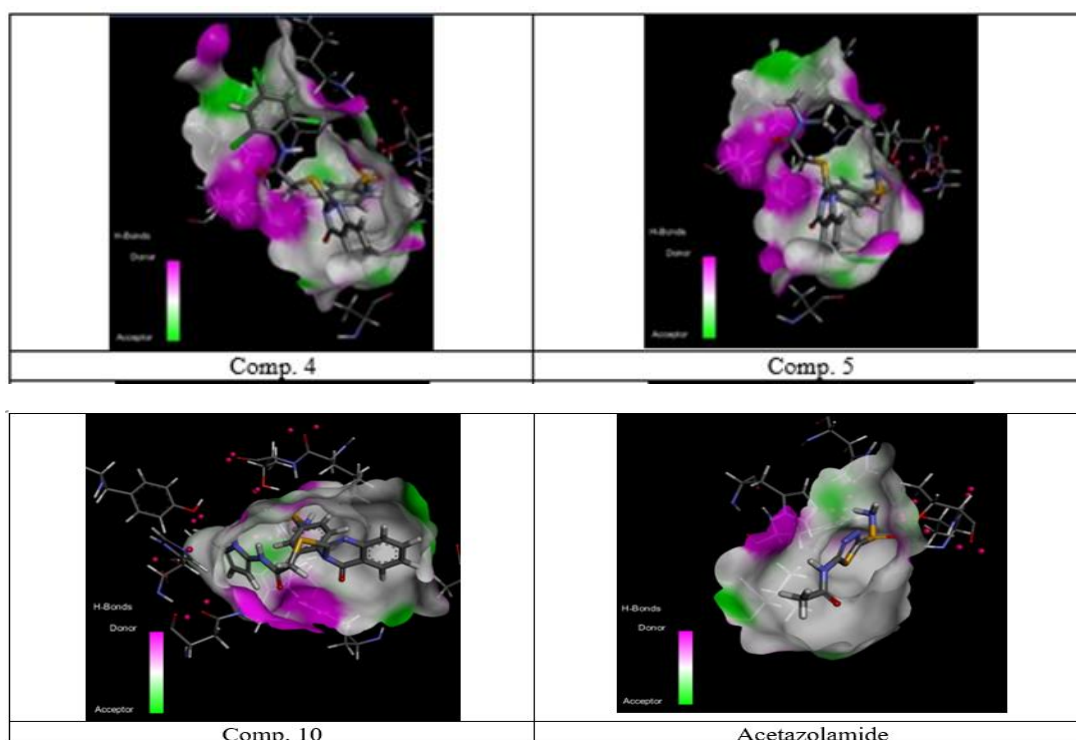 H-Bonds
Donor
Acceptor
Comp. 4
H-Bonds
Donor
Acceptor
Comp. 5
H-Bonds
Donor
Acceptor
Comp. 10
H-Bonds
Donor
Acceptor
Acetazolamide